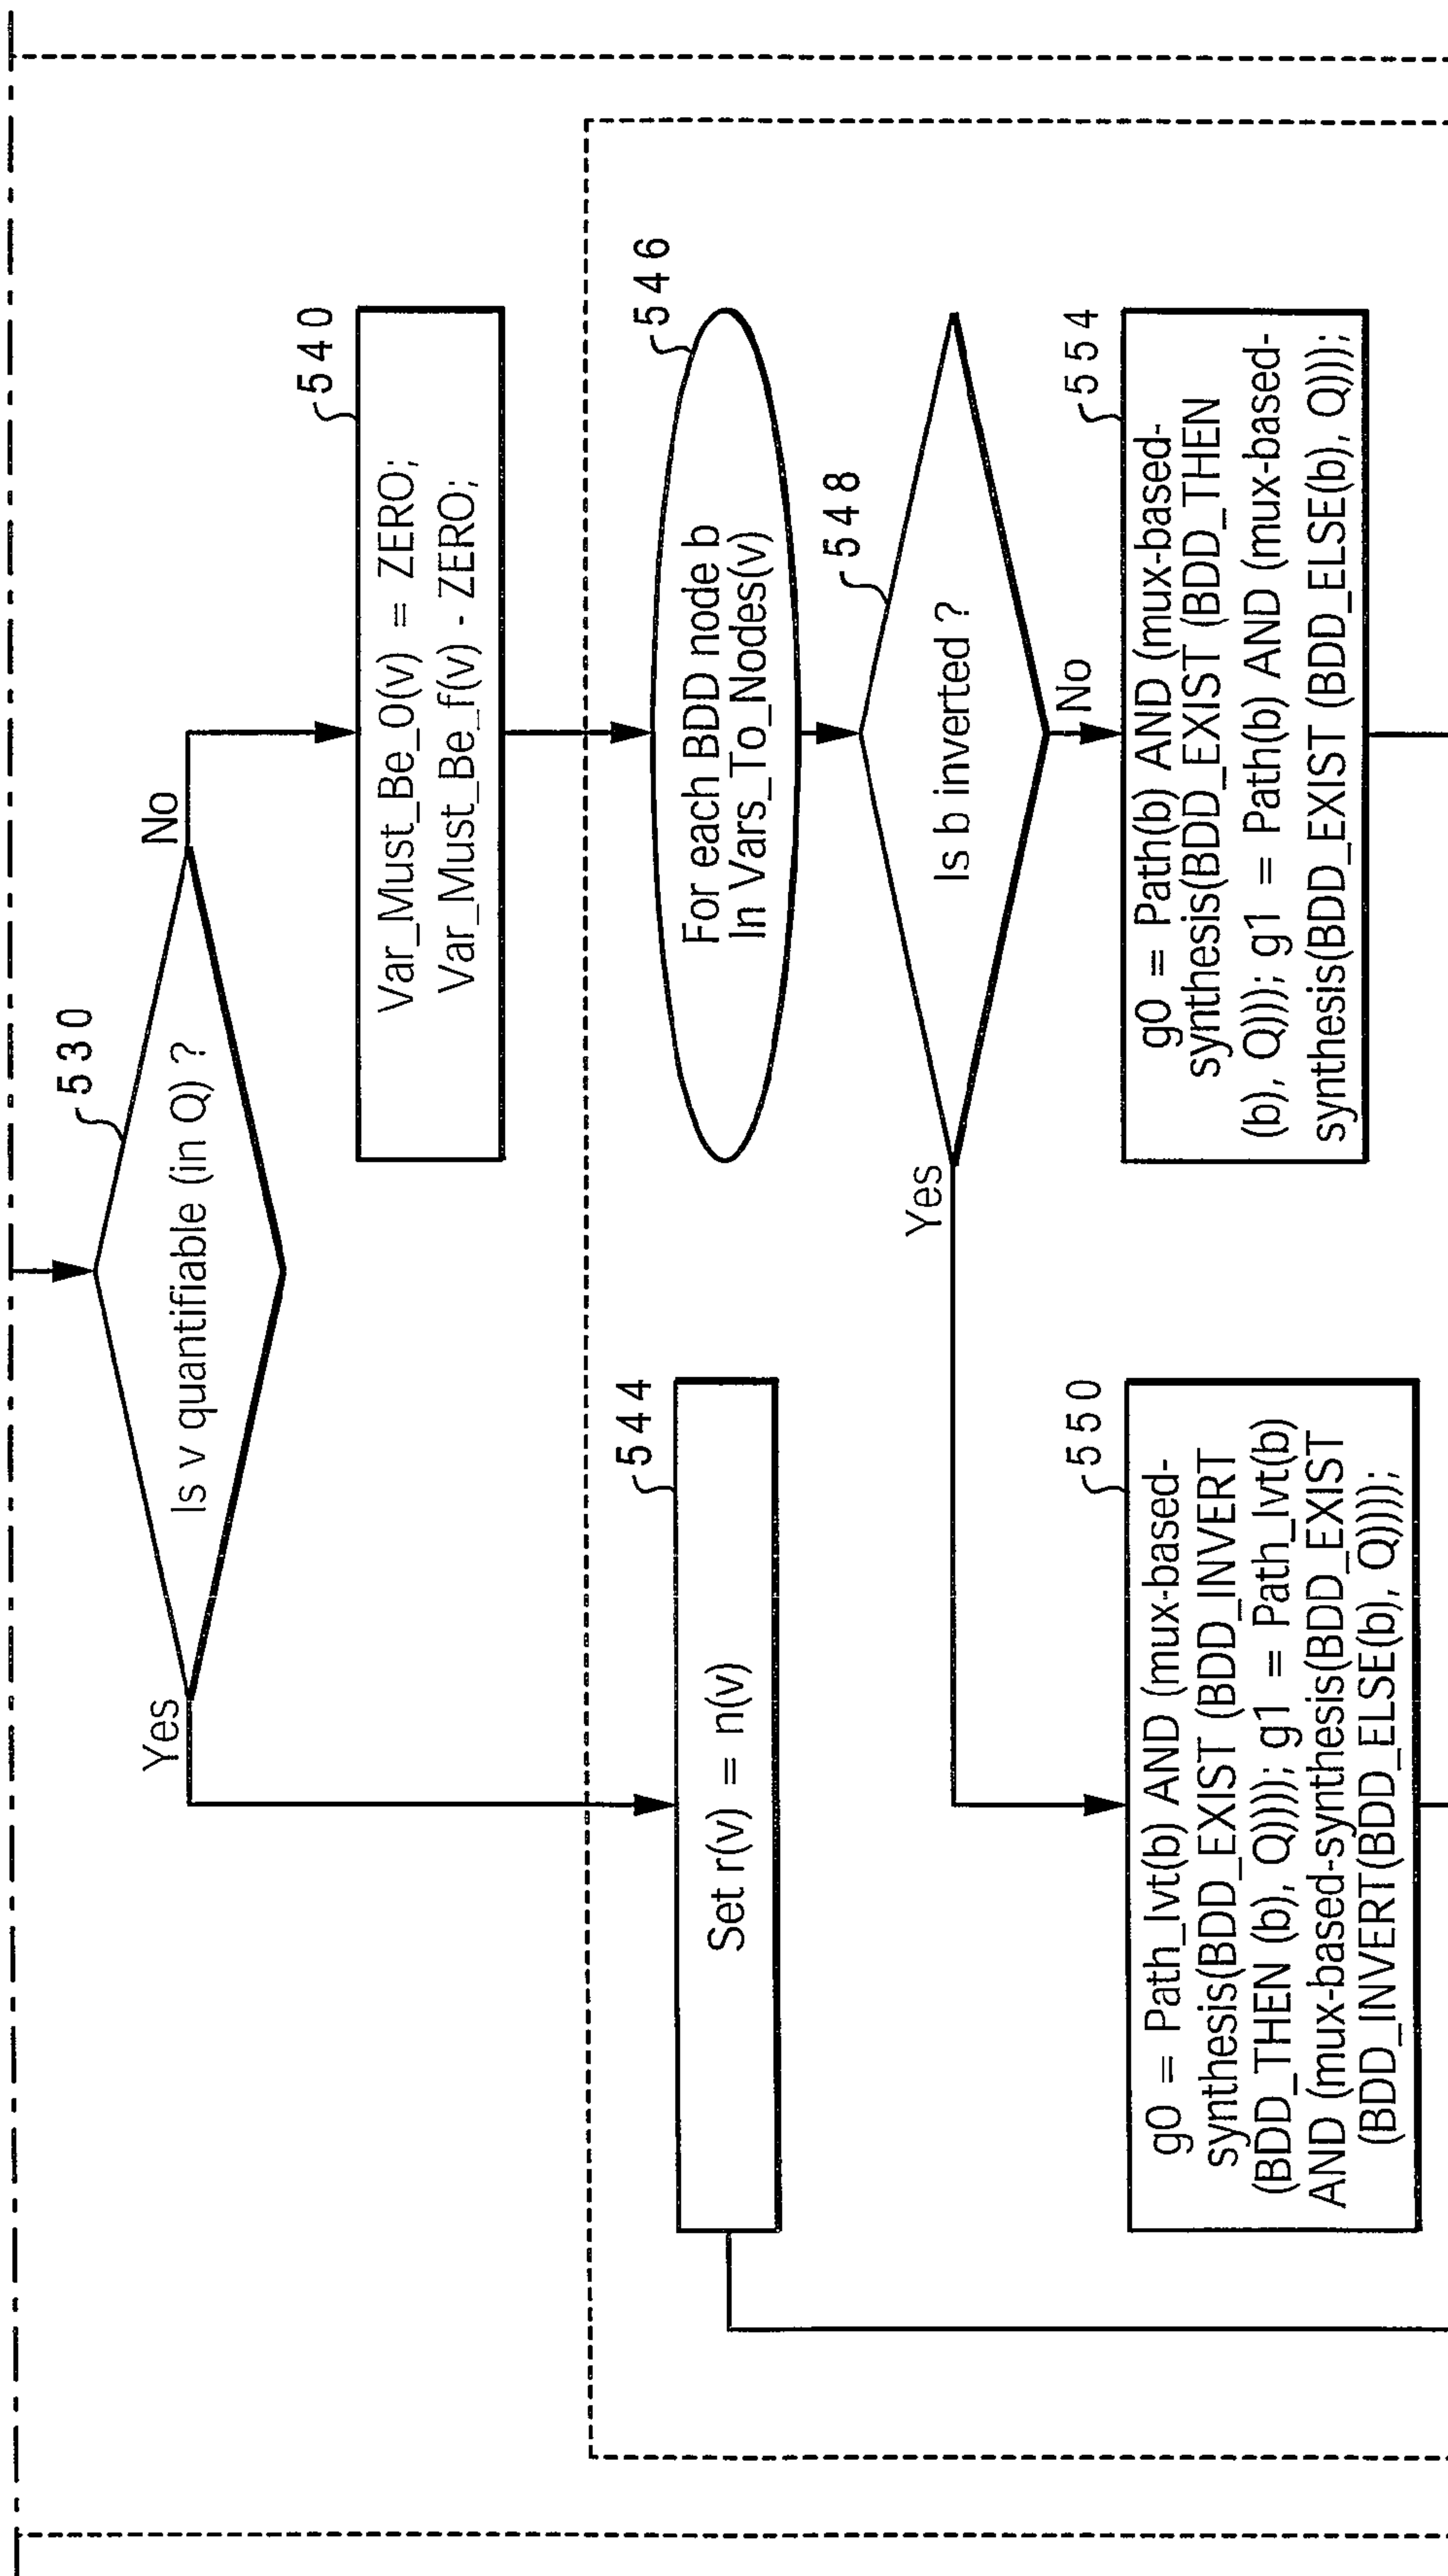 530
Is v quantifiable (in Q) ?
Yes
No
540
Var_Must_Be_0(v) = ZERO;
Var_Must_Be_f(v) - ZERO;
544
Set r(v) = n(v)
546
For each BDD node b
In Vars_To_Nodes(v)
548
Is b inverted ?
Yes
No
550
g0 = Path_Ivt(b) AND (mux-based-
synthesis(BDD_EXIST (BDD_INVERT
(BDD_THEN (b), Q)))); g1 = Path_Ivt(b)
AND (mux-based-synthesis(BDD_EXIST
(BDD_INVERT(BDD_ELSE(b), Q))));
554
g0 = Path(b) AND (mux-based-
synthesis(BDD_EXIST (BDD_THEN
(b), Q))); g1 = Path(b) AND (mux-based-
synthesis(BDD_EXIST (BDD_ELSE(b), Q))));